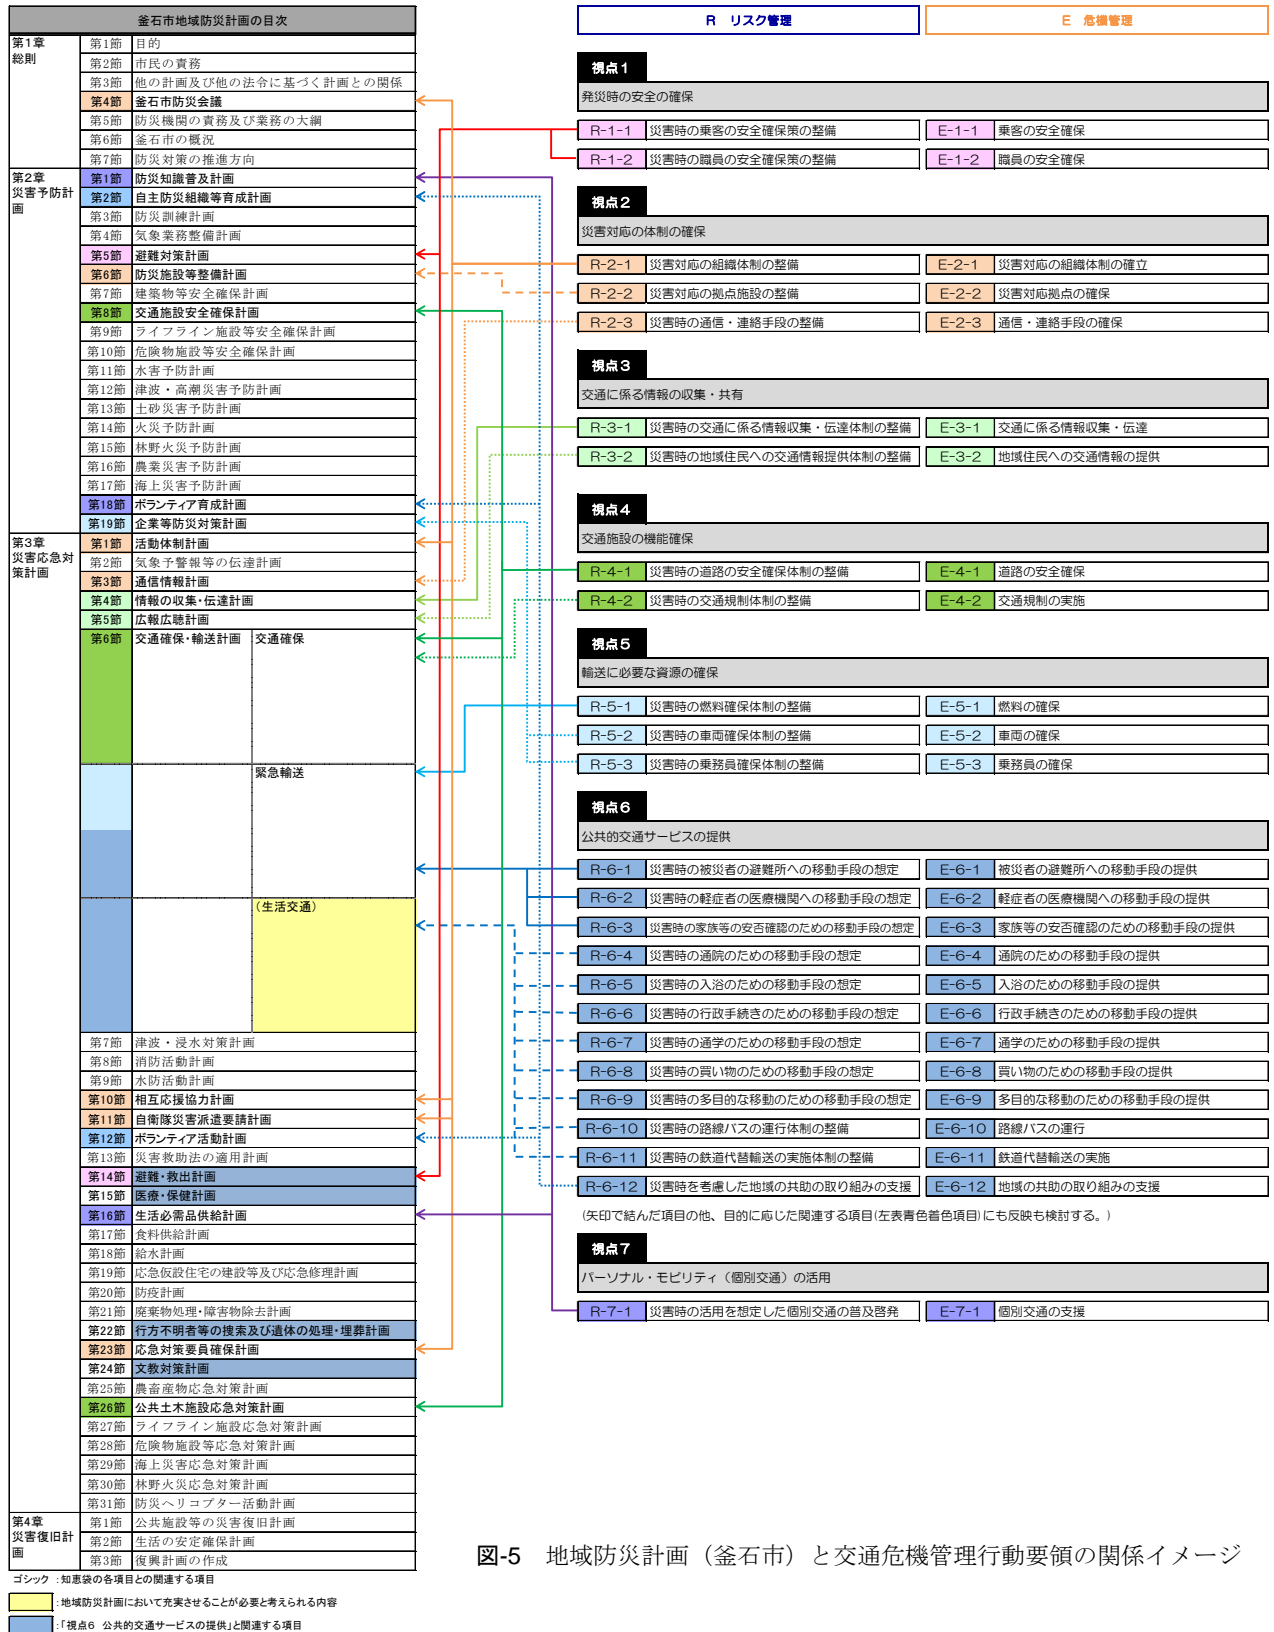 釜石市地域防災計画の目次
第1章
総則
第1節 目的
第2節 市民の責務
第3節 他の計画及び他の法令に基づく計画との関係
第4節 釜石市防災会議
第5節 防災機関の責務及び業務の大綱
第6節 釜石市の概況
第7節 防災対策の推進方向
第2章
災害予防計
画
第1節 防災知識普及計画
第2節 自主防災組織等育成計画
第3節 防災訓練計画
第4節 気象業務整備計画
第5節 避難対策計画
第6節 防災施設等整備計画
第7節 建築物等安全確保計画
第8節 交通施設安全確保計画
第9節 ライフライン施設等安全確保計画
第10節 危険物施設等安全確保計画
第11節 水害予防計画
第12節 津波・高潮災害予防計画
第13節 土砂災害予防計画
第14節 火災予防計画
第15節 林野火災予防計画
第16節 農業災害予防計画
第17節 海上災害予防計画
第18節 ボランティア育成計画
第19節 企業等防災対策計画
第3章
災害応急対
策計画
第1節 活動体制計画
第2節 気象予警報等の伝達計画
第3節 通信情報計画
第4節 情報の収集・伝達計画
第5節 広報広聴計画
第6節 交通確保・輸送計画 交通確保
緊急輸送
(生活交通)
第7節 津波・浸水対策計画
第8節 消防活動計画
第9節 水防活動計画
第10節 相互応援協力計画
第11節 自衛隊災害派遣要請計画
第12節 ボランティア活動計画
第13節 災害救助法の適用計画
第14節 避難・救出計画
第15節 医療・保健計画
第16節 生活必需品供給計画
第17節 食料供給計画
第18節 給水計画
第19節 応急仮設住宅の建設等及び応急修理計画
第20節 防疫計画
第21節 廃棄物処理・障害物除去計画
第22節 行方不明者等の捜索及び遺体の処理・埋葬計画
第23節 応急対策要員確保計画
第24節 文教対策計画
第25節 農畜産物応急対策計画
第26節 公共土木施設応急対策計画
第27節 ライフライン施設応急対策計画
第28節 危険物施設等応急対策計画
第29節 海上災害応急対策計画
第30節 林野火災応急対策計画
第31節 防災ヘリコプター活動計画
第4章
災害復旧計
画
第1節 公共施設等の災害復旧計画
第2節 生活の安定確保計画
第3節 復興計画の作成
ゴシック :知恵袋の各項目との関連する項目
:地域防災計画において充実させることが必要と考えられる内容
:「視点6 公共的交通サービスの提供」と関連する項目
R リスク管理 E 危機管理
視点1
発災時の安全の確保
R-1-1 災害時の乗客の安全確保策の整備 E-1-1 乗客の安全確保
R-1-2 災害時の職員の安全確保策の整備 E-1-2 職員の安全確保
視点2
災害対応の体制の確保
R-2-1 災害対応の組織体制の整備 E-2-1 災害対応の組織体制の確立
R-2-2 災害対応の拠点施設の整備 E-2-2 災害対応拠点の確保
R-2-3 災害時の通信・連絡手段の整備 E-2-3 通信・連絡手段の確保
視点3
交通に係る情報の収集・共有
R-3-1 災害時の交通に係る情報収集・伝達体制の整備 E-3-1 交通に係る情報収集・伝達
R-3-2 災害時の地域住民への交通情報提供体制の整備 E-3-2 地域住民への交通情報の提供
視点4
交通施設の機能確保
R-4-1 災害時の道路の安全確保体制の整備 E-4-1 道路の安全確保
R-4-2 災害時の交通規制体制の整備 E-4-2 交通規制の実施
視点5
輸送に必要な資源の確保
R-5-1 災害時の燃料確保体制の整備 E-5-1 燃料の確保
R-5-2 災害時の車両確保体制の整備 E-5-2 車両の確保
R-5-3 災害時の乗務員確保体制の整備 E-5-3 乗務員の確保
視点6
公共的交通サービスの提供
R-6-1 災害時の被災者の避難所への移動手段の想定 E-6-1 被災者の避難所への移動手段の提供
R-6-2 災害時の軽症者の医療機関への移動手段の想定 E-6-2 軽症者の医療機関への移動手段の提供
R-6-3 災害時の家族等の安否確認のための移動手段の想定 E-6-3 家族等の安否確認のための移動手段の提供
R-6-4 災害時の通院のための移動手段の想定 E-6-4 通院のための移動手段の提供
R-6-5 災害時の入浴のための移動手段の想定 E-6-5 入浴のための移動手段の提供
R-6-6 災害時の行政手続きのための移動手段の想定 E-6-6 行政手続きのための移動手段の提供
R-6-7 災害時の通学のための移動手段の想定 E-6-7 通学のための移動手段の提供
R-6-8 災害時の買い物のための移動手段の想定 E-6-8 買い物のための移動手段の提供
R-6-9 災害時の多目的な移動のための移動手段の想定 E-6-9 多目的な移動のための移動手段の提供
R-6-10 災害時の路線バスの運行体制の整備 E-6-10 路線バスの運行
R-6-11 災害時の鉄道代替輸送の実施体制の整備 E-6-11 鉄道代替輸送の実施
R-6-12 災害時を考慮した地域の共助の取り組みの支援 E-6-12 地域の共助の取り組みの支援
(矢印で結んだ項目の他、目的に応じた関連する項目(左表青色着色項目)にも反映も検討する。)
視点7
パーソナル・モビリティ(個別交通)の活用
R-7-1 災害時の活用を想定した個別交通の普及啓発 E-7-1 個別交通の支援
図-5 地域防災計画(釜石市)と交通危機管理行動要領の関係イメージ